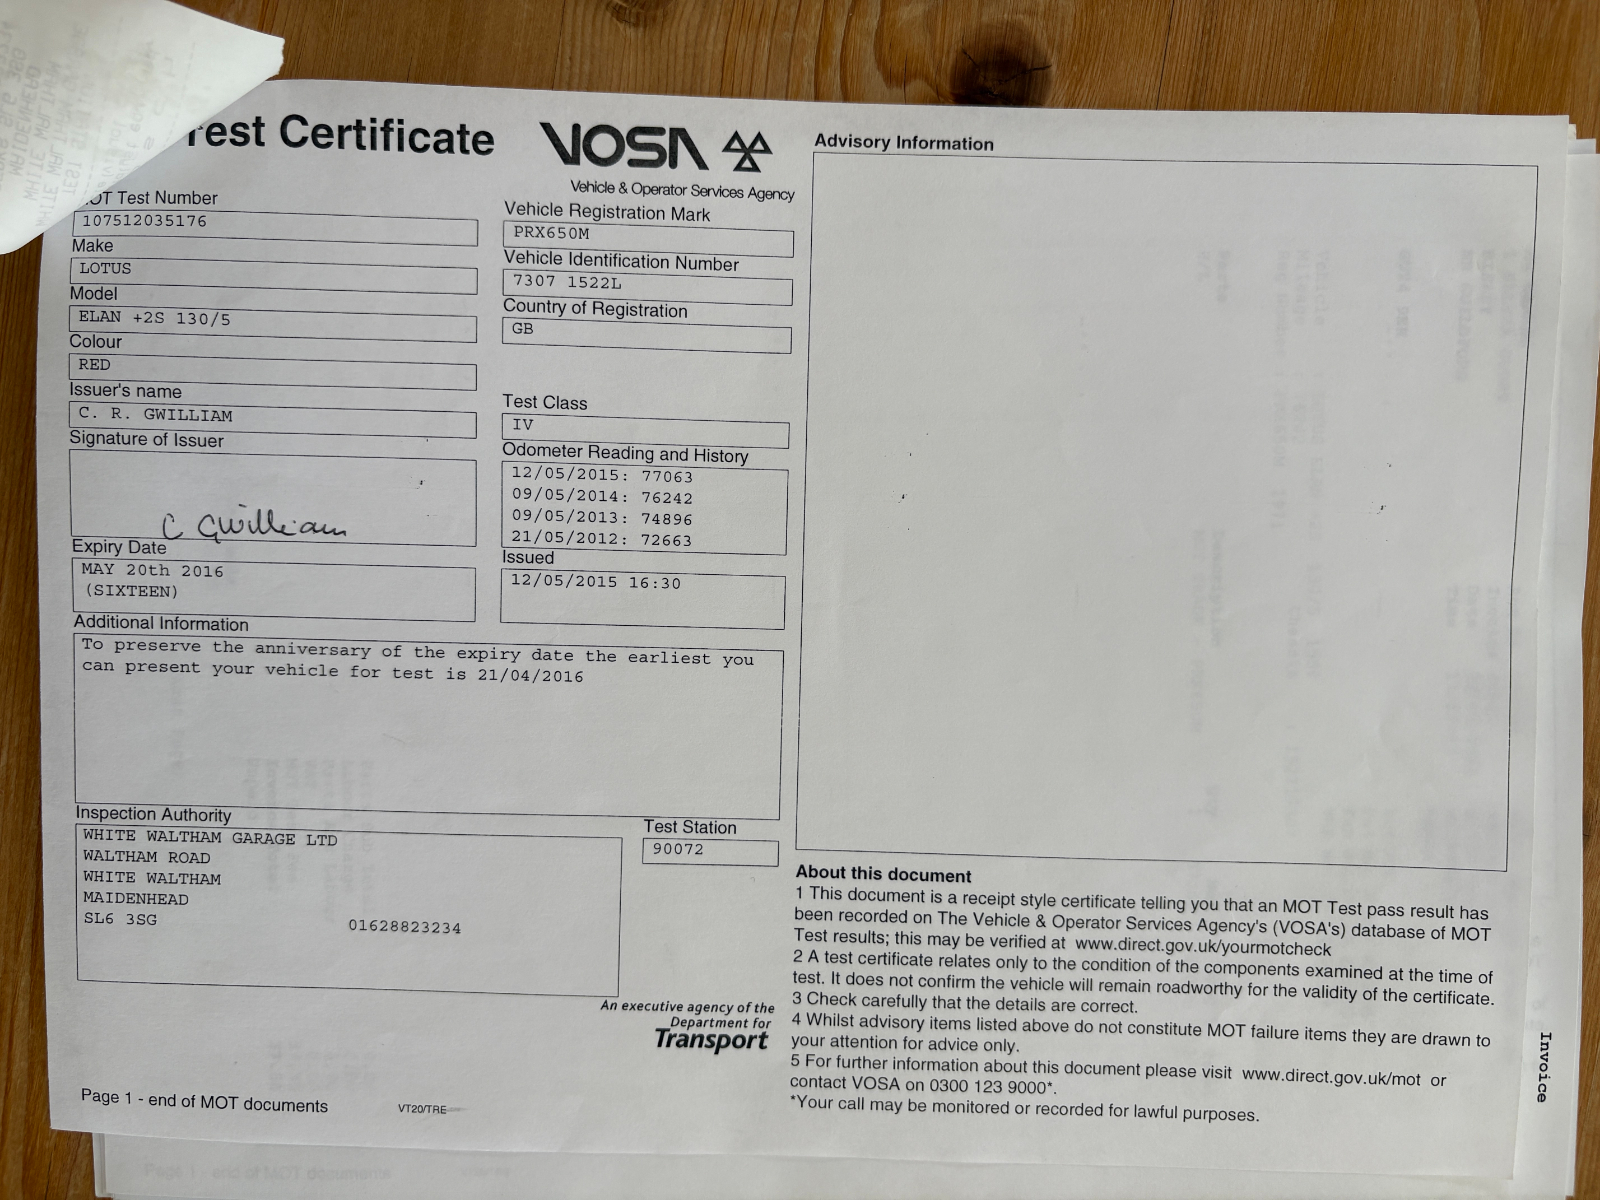 Test Certificate
VOSA
Vehicle & Operator Services Agency
MOT Test Number
107512035176
Make
LOTUS
Model
ELAN +2S 130/5
Colour
RED
Issuer's name
C. R. GWILLIAM
Signature of Issuer
C Gwilliam
Expiry Date
MAY 20th 2016
(SIXTEEN)
Vehicle Registration Mark
PRX650M
Vehicle Identification Number
7307 1522L
Country of Registration
GB
Test Class
IV
Odometer Reading and History
12/05/2015: 77063
09/05/2014: 76242
09/05/2013: 74896
21/05/2012: 72663
Issued
12/05/2015 16:30
Additional Information
To preserve the anniversary of the expiry date the earliest you
can present your vehicle for test is 21/04/2016
Inspection Authority
WHITE WALTHAM GARAGE LTD
WALTHAM ROAD
WHITE WALTHAM
MAIDENHEAD
SL6 3SG 01628823234
Test Station
90072
An executive agency of the
Department for
Transport
Page 1 - end of MOT documents VT20/TRE
Advisory Information
About this document
1 This document is a receipt style certificate telling you that an MOT Test pass result has
been recorded on The Vehicle & Operator Services Agency's (VOSA's) database of MOT
Test results; this may be verified at www.direct.gov.uk/yourmotcheck
2 A test certificate relates only to the condition of the components examined at the time of
test. It does not confirm the vehicle will remain roadworthy for the validity of the certificate.
3 Check carefully that the details are correct.
4 Whilst advisory items listed above do not constitute MOT failure items they are drawn to
your attention for advice only.
5 For further information about this document please visit www.direct.gov.uk/mot or
contact VOSA on 0300 123 9000*.
*Your call may be monitored or recorded for lawful purposes.
Invoice